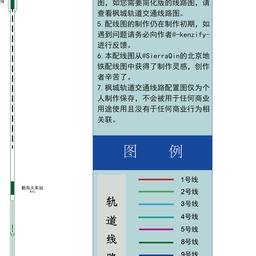 图，如您需要简化版的线路图，请
查看枫城轨道交通线路图。
5. 配线图的制作仍在制作初期，如
遇到问题请务必向作者@-kenzify-
进行反馈。
6. 本配线图从@SierraQin的北京地
铁配线图中获得了制作灵感，创作
者辛苦了。
7. 枫城轨道交通线路配置图仅为个
人制作保存，不会被用于任何商业
用途使用且没有于任何商业行为相
关联。
图 例
轨道线路
1号线
2号线
3号线
4号线
5号线
8号线
9号线